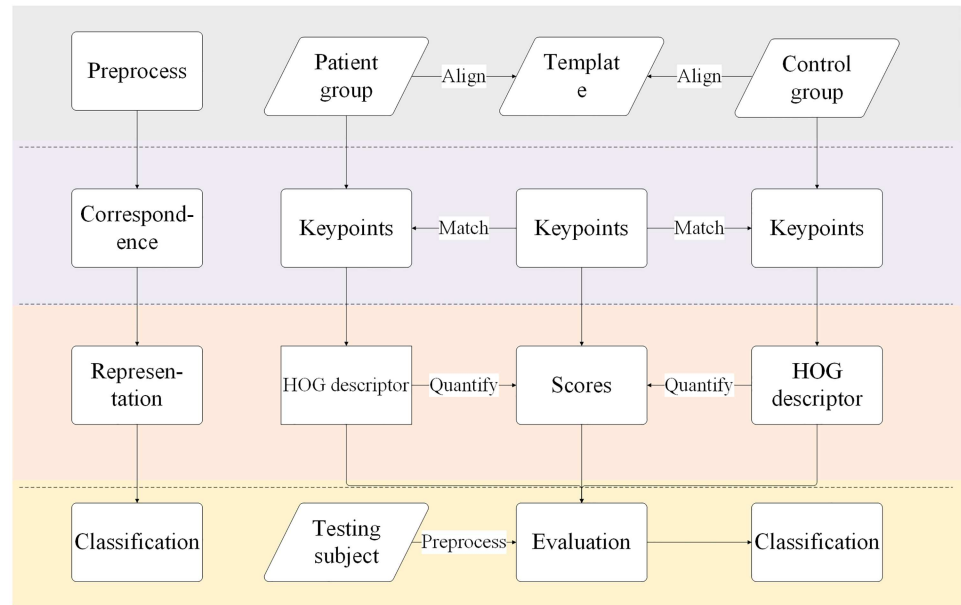 Preprocess
Patient
group
Align
Templat
e
Align
Control
group
Correspond-
ence
Keypoints
Match
Keypoints
Match
Keypoints
Represen-
tation
HOG descriptor
Quantify
Scores
Quantify
HOG
descriptor
Classification
Testing
subject
Preprocess
Evaluation
Classification